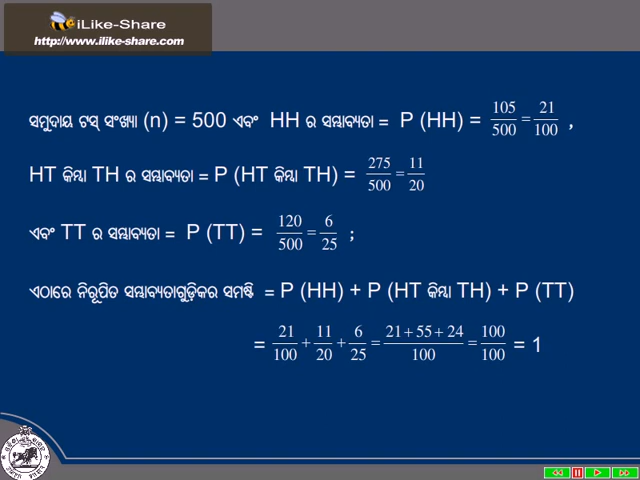 iLike-Share
http://www.ilike-share.com
ସମୁଦାୟ ଟସ୍ ସଂଖ୍ୟା (n) = 500 ଏବଂ HH ର ସମ୍ଭାବ୍ୟତା = P (HH) = 105/500 = 21/100 ,
HT କିମ୍ବା TH ର ସମ୍ଭାବ୍ୟତା = P (HT କିମ୍ବା TH) = 275/500 = 11/20
ଏବଂ TT ର ସମ୍ଭାବ୍ୟତା = P (TT) = 120/500 = 6/25 ;
ଏଠାରେ ନିରୂପିତ ସମ୍ଭାବ୍ୟତାଗୁଡ଼ିକର ସମଷ୍ଟି = P (HH) + P (HT କିମ୍ବା TH) + P (TT)
= 21/100 + 11/20 + 6/25 = 21 + 55 + 24/100 = 100/100 = 1